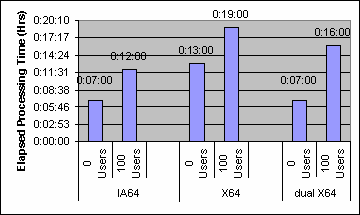 Elapsed Processing Time (Hrs)
0:20:10
0:17:17
0:14:24
0:11:31
0:08:38
0:05:46
0:02:53
0:00:00
0:07:00
0:12:00
0:13:00
0:19:00
0:07:00
0:16:00
0 Users
100 Users
0 Users
100 Users
0 Users
100 Users
IA64
X64
dual X64